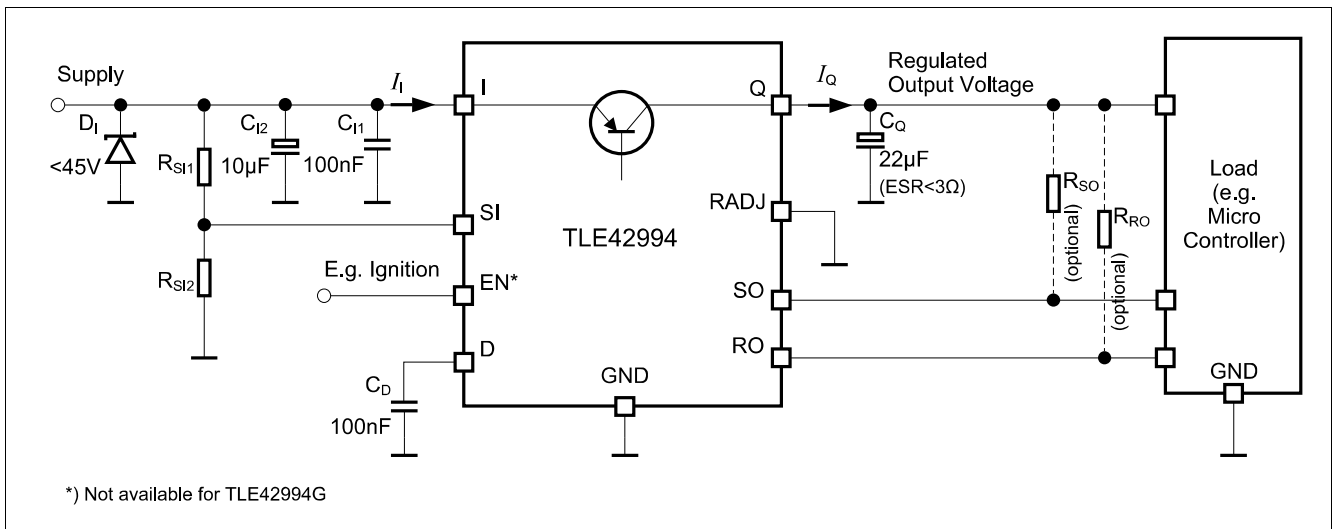 Supply
I_I
I
Q
I_Q
Regulated
Output Voltage
D_I
<45V
R_SI1
C_I2
10µF
C_I1
100nF
C_Q
22µF
(ESR<3Ω)
R_SO
(optional)
R_RO
(optional)
Load
(e.g.
Micro
Controller)
RADJ
SI
TLE42994
R_SI2
E.g. Ignition
EN*
SO
D
RO
GND
GND
C_D
100nF
*) Not available for TLE42994G